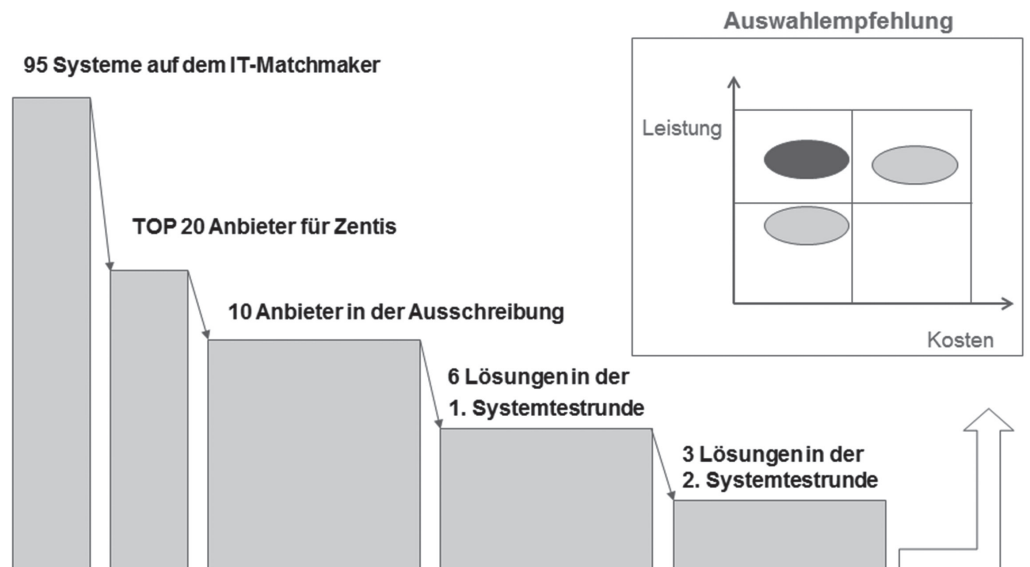 Auswahlempfehlung
95 Systeme auf dem IT-Matchmaker
Leistung
TOP 20 Anbieter für Zentis
10 Anbieter in der Ausschreibung
Kosten
6 Lösungen in der
1. Systemtestrunde
3 Lösungen in der
2. Systemtestrunde